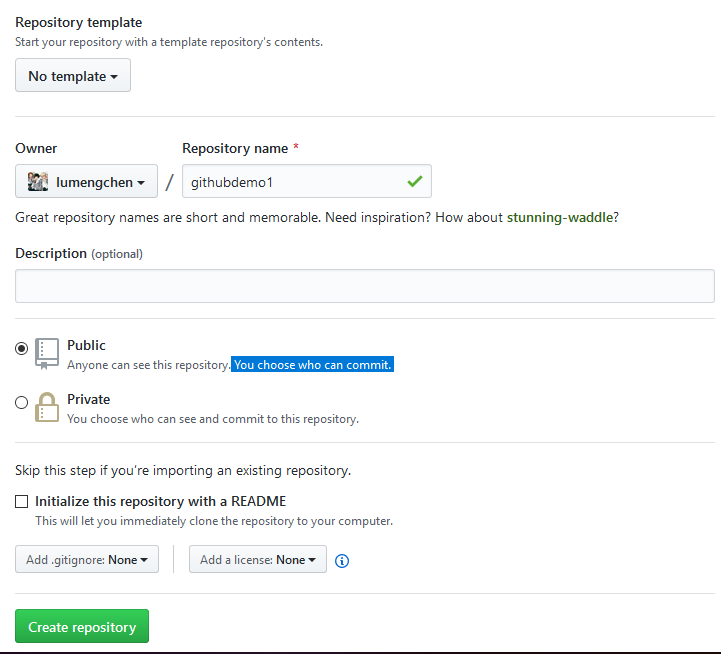 Repository template
Start your repository with a template repository's contents.
No template
Owner
Repository name *
lumengchen
/
githubdemo1
Great repository names are short and memorable. Need inspiration? How about stunning-waddle?
Description (optional)
Public
Anyone can see this repository. You choose who can commit.
Private
You choose who can see and commit to this repository.
Skip this step if you're importing an existing repository.
Initialize this repository with a README
This will let you immediately clone the repository to your computer.
Add .gitignore: None
Add a license: None
Create repository